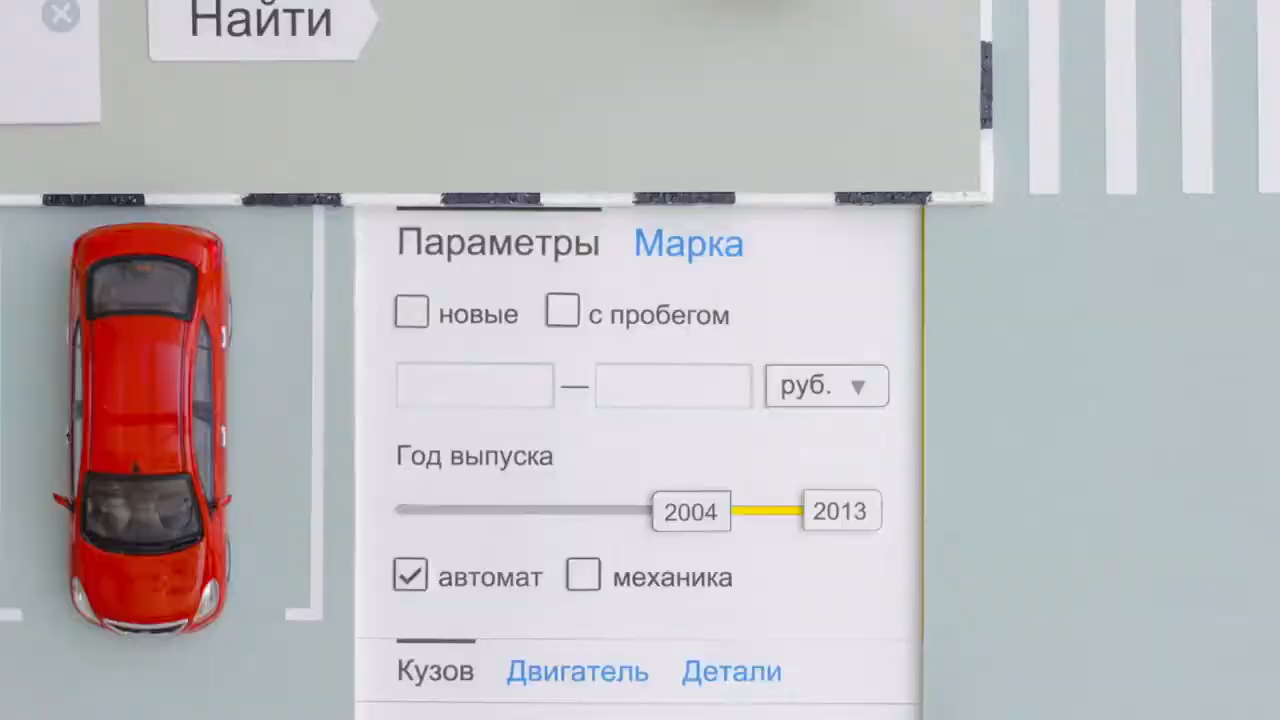 Найти
Параметры Марка
новые с пробегом
— руб.
Год выпуска
2004 2013
автомат механика
Кузов Двигатель Детали